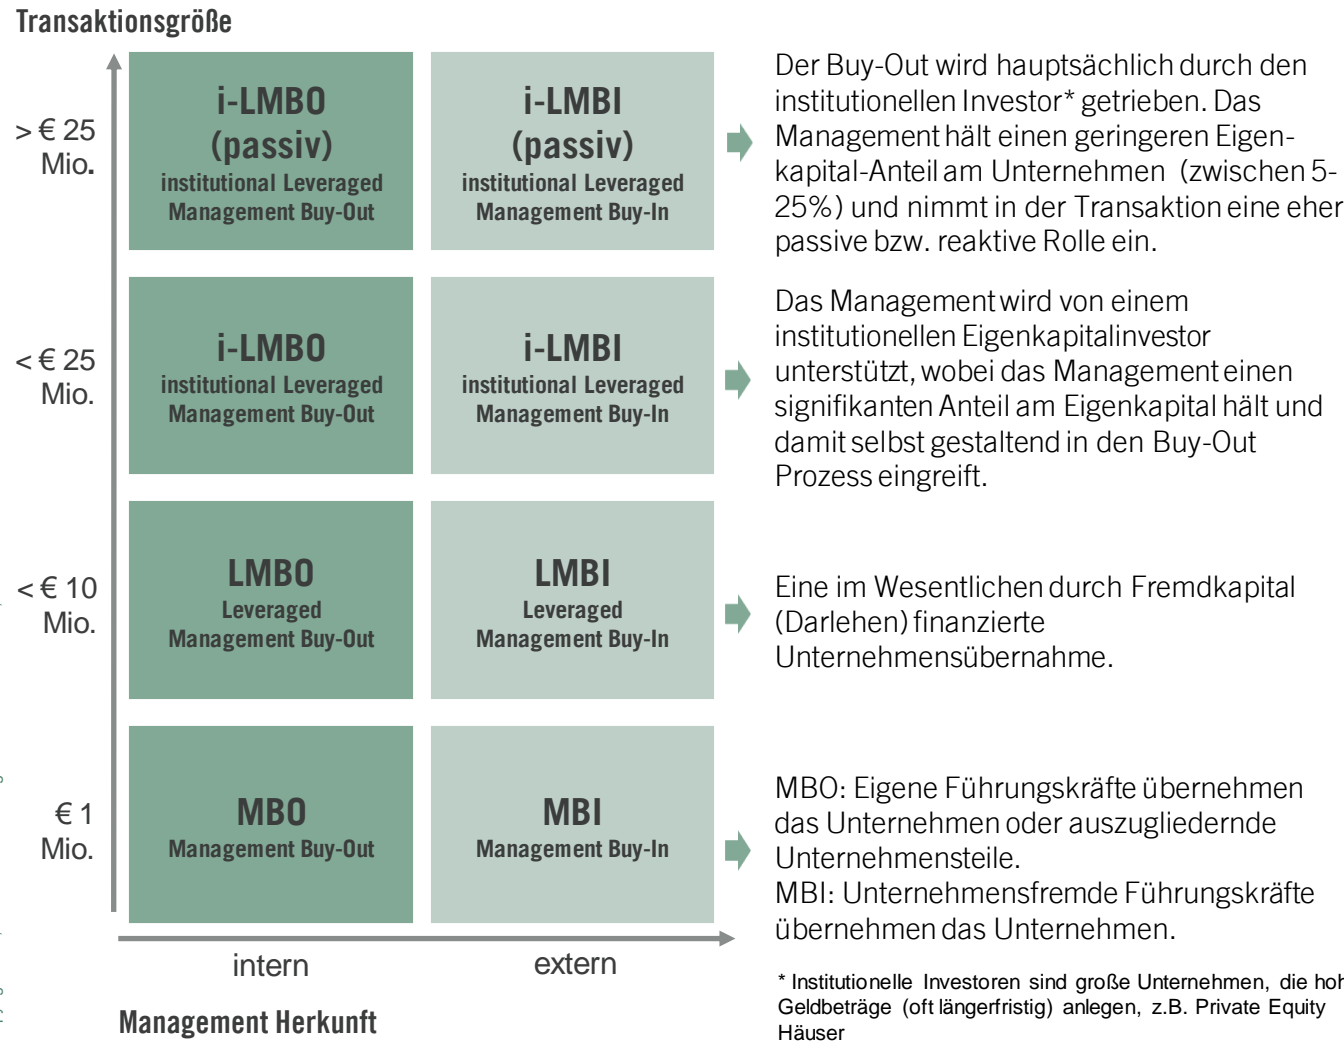 Transaktionsgröße
> € 25
Mio.
i-LMBO
(passiv)
institutional Leveraged
Management Buy-Out
i-LMBI
(passiv)
institutional Leveraged
Management Buy-In
Der Buy-Out wird hauptsächlich durch den
institutionellen Investor* getrieben. Das
Management hält einen geringeren Eigen-
kapital-Anteil am Unternehmen (zwischen 5-
25%) und nimmt in der Transaktion eine eher
passive bzw. reaktive Rolle ein.
< € 25
Mio.
i-LMBO
institutional Leveraged
Management Buy-Out
i-LMBI
institutional Leveraged
Management Buy-In
Das Management wird von einem
institutionellen Eigenkapitalinvestor
unterstützt, wobei das Management einen
signifikanten Anteil am Eigenkapital hält und
damit selbst gestaltend in den Buy-Out
Prozess eingreift.
< € 10
Mio.
LMBO
Leveraged
Management Buy-Out
LMBI
Leveraged
Management Buy-In
Eine im Wesentlichen durch Fremdkapital
(Darlehen) finanzierte
Unternehmensübernahme.
€ 1
Mio.
MBO
Management Buy-Out
MBI
Management Buy-In
MBO: Eigene Führungskräfte übernehmen
das Unternehmen oder auszugliedernde
Unternehmensteile.
MBI: Unternehmensfremde Führungskräfte
übernehmen das Unternehmen.
intern
extern
Management Herkunft
* Institutionelle Investoren sind große Unternehmen, die hoh
Geldbeträge (oft längerfristig) anlegen, z.B. Private Equity
Häuser